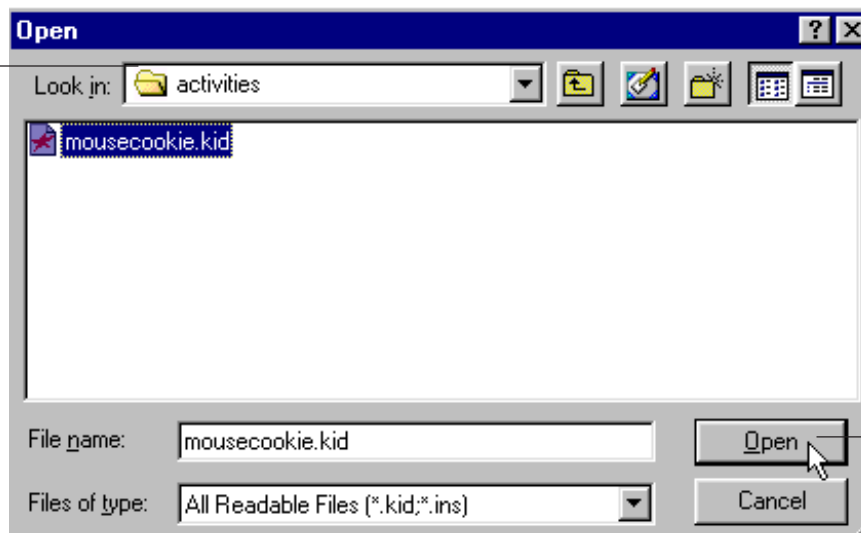 Open
Look in: activities
mousecookie.kid
File name: mousecookie.kid Open
Files of type: All Readable Files (*.kid;*.ins) Cancel